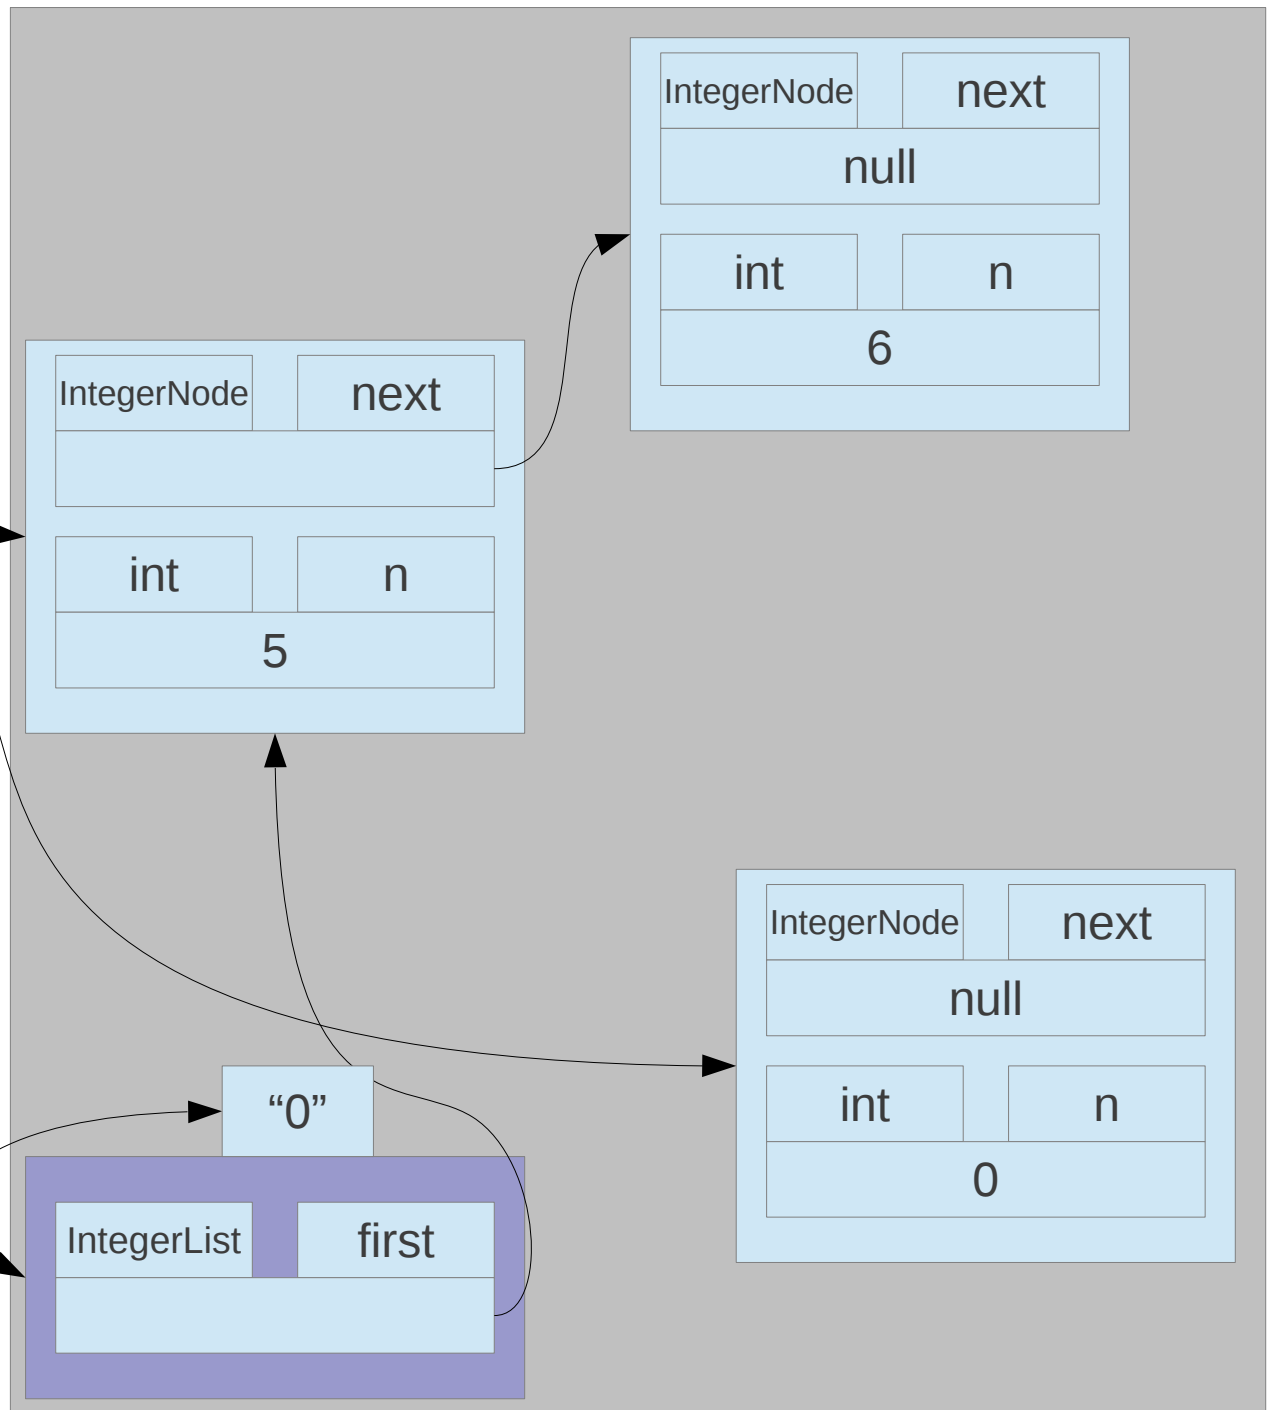 IntegerNode next
null
int n
6
IntegerNode next
int n
5
IntegerNode next
null
int n
0
“0”
IntegerList first